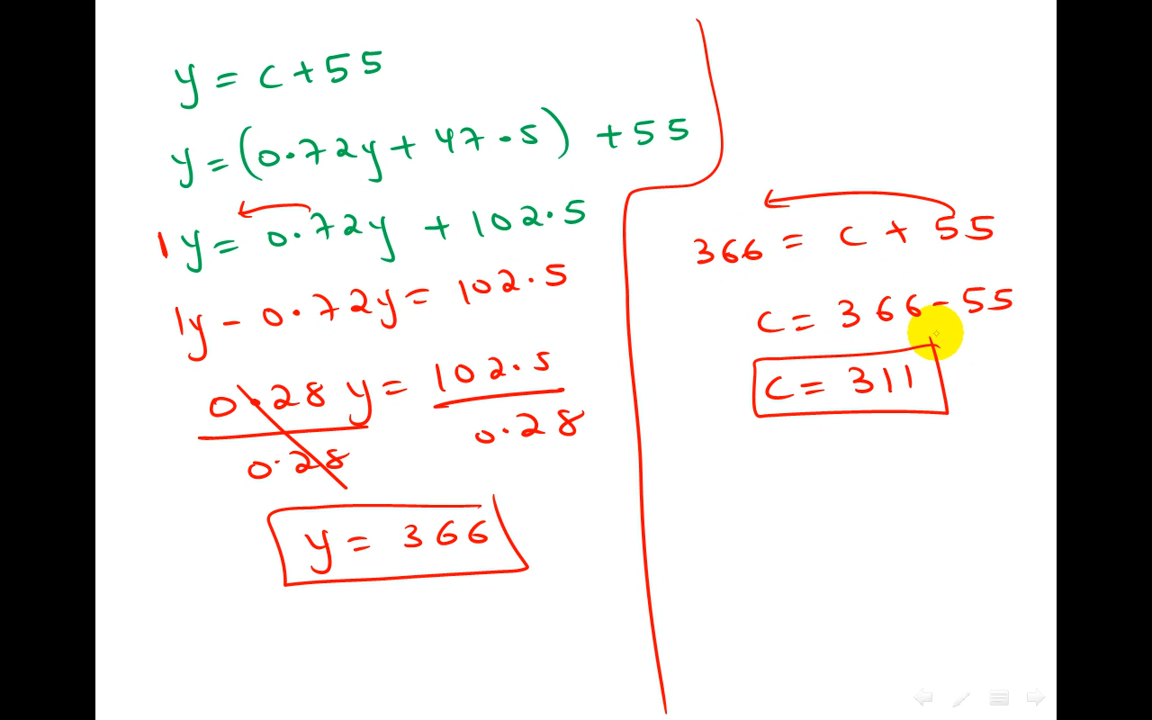 y = c + 55
y = (0.72y + 47.5) + 55
1y = 0.72y + 102.5
1y - 0.72y = 102.5
0.28y = 102.5
0.28 0.28
y = 366
366 = c + 55
c = 366 - 55
c = 311